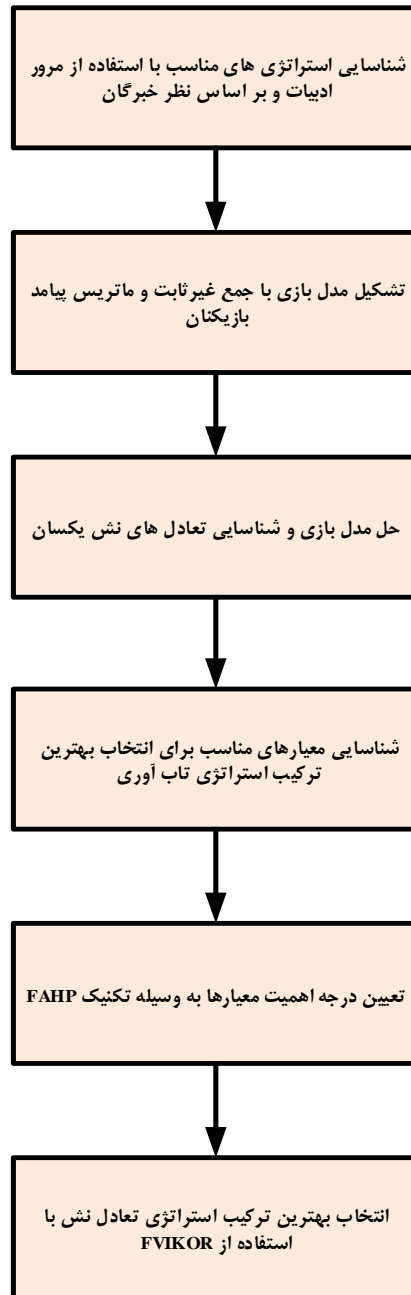 شناسایی استراتژی های مناسب با استفاده از مرور
ادبیات و بر اساس نظر خبرگان
تشکیل مدل بازی با جمع غیرثابت و ماتریس پیامد
بازیکنان
حل مدل بازی و شناسایی تعادل های نش یکسان
شناسایی معیارهای مناسب برای انتخاب بهترین
ترکیب استراتژی تاب آوری
تعیین درجه اهمیت معیارها به وسیله تکنیک FAHP
انتخاب بهترین ترکیب استراتژی تعادل نش با
استفاده از FVIKOR